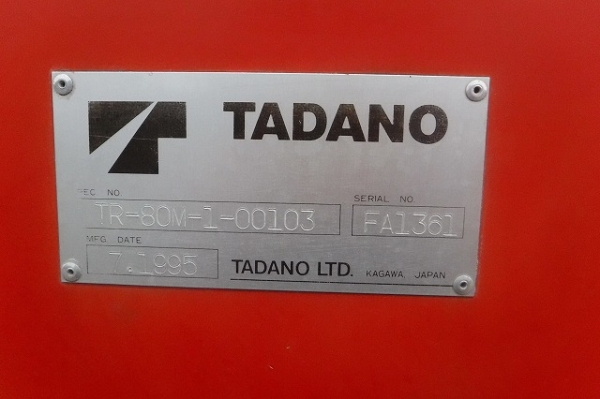 TADANO
SPEC NO
SERIAL NO
TR-80M-1-00103
FA1361
MFG. DATE
7.1995
TADANO LTD. KAGAWA, JAPAN